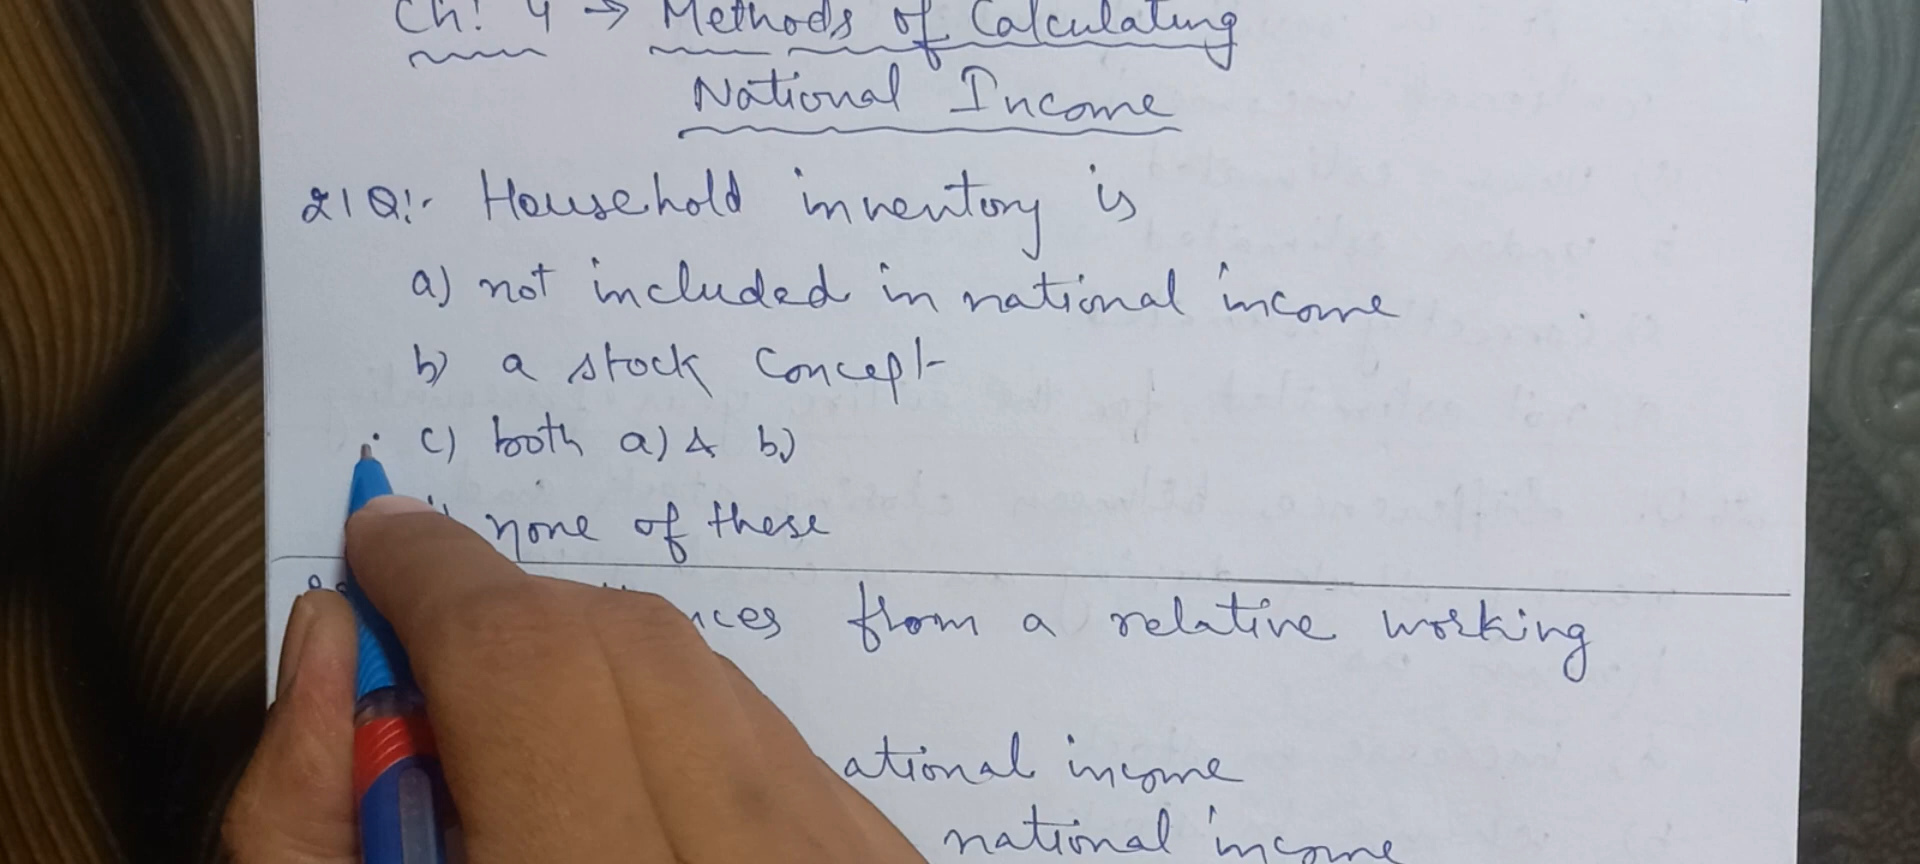 Ch: 4 → Methods of Calculating
National Income
21Q:- Household inventory is
a) not included in national income
b) a stock concept
c) both a) & b)
none of these
from a relative working
ational income
national income